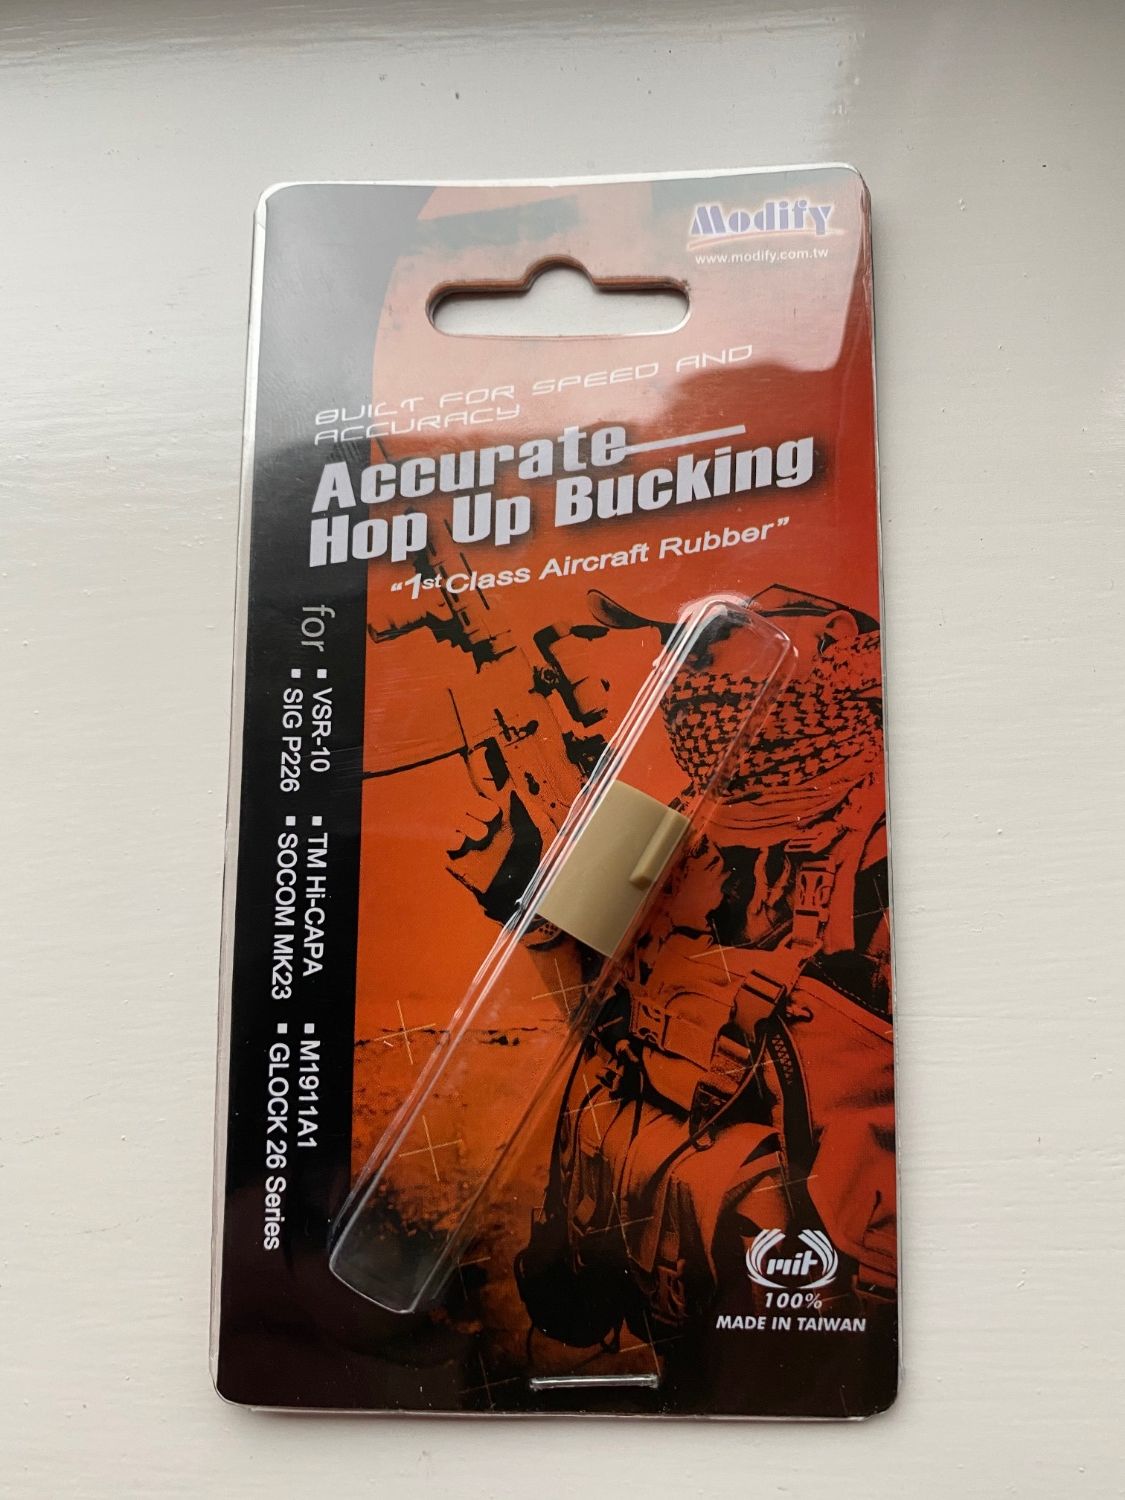 Modify
www.modify.com.tw
BUILT FOR SPEED AND
ACCURACY
Accurate
Hop Up Bucking
"1st Class Aircraft Rubber"
for ▪ VSR-10 ▪ TM Hi-CAPA ▪ M1911A1
▪ SIG P226 ▪ SOCOM MK23 ▪ GLOCK 26 Series
mit
100%
MADE IN TAIWAN